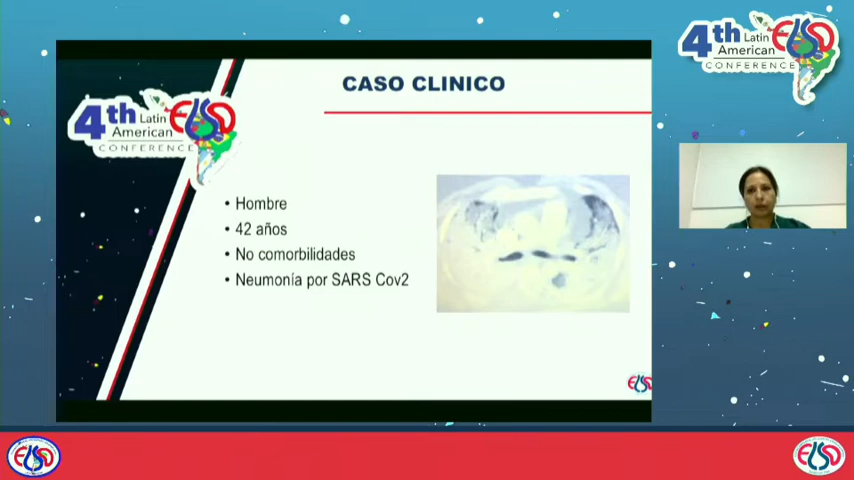 4th Latin
American
CONFERENCE
ELSO
CASO CLINICO
4th Latin
American
CONFERENCE
• Hombre
• 42 años
• No comorbilidades
• Neumonía por SARS Cov2